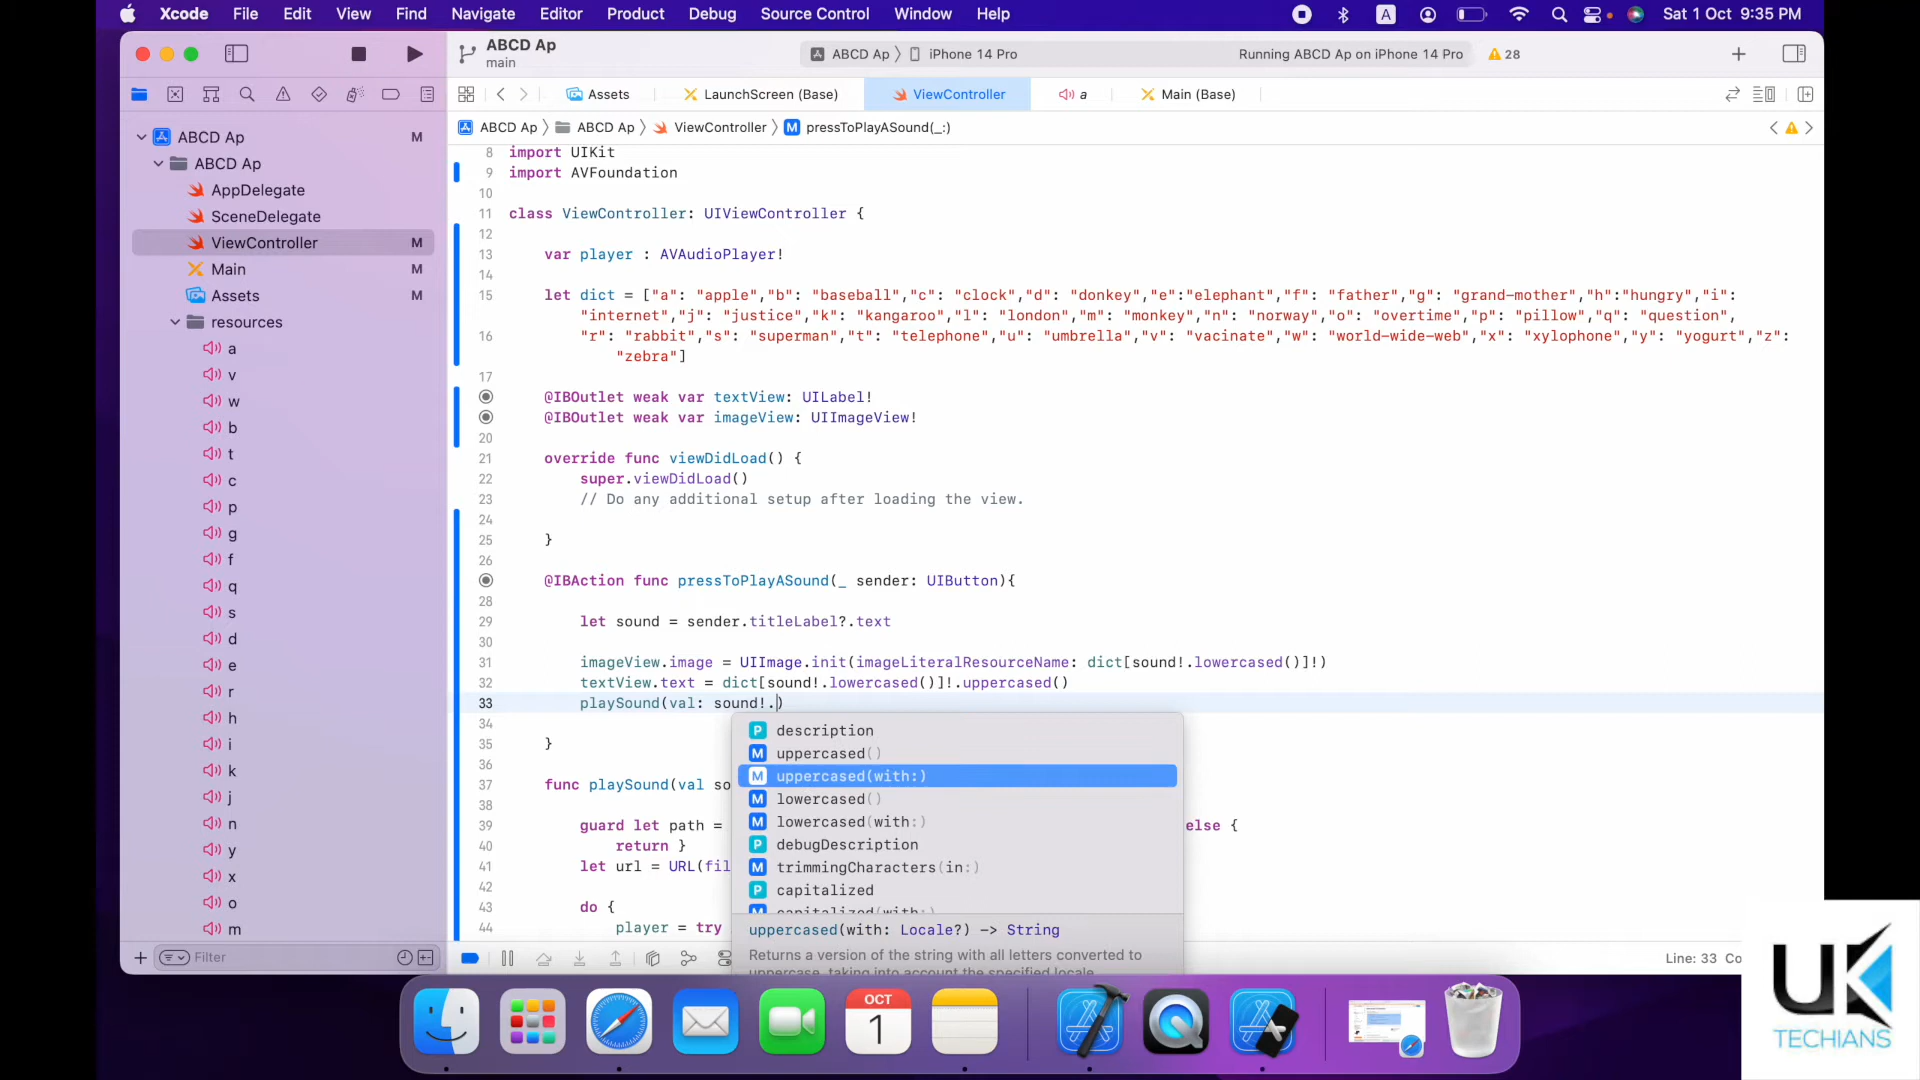 Xcode File Edit View Find Navigate Editor Product Debug Source Control Window Help A Sat 1 Oct 9:35 PM
ABCD Ap
main
ABCD Ap iPhone 14 Pro Running ABCD Ap on iPhone 14 Pro 28
Assets LaunchScreen (Base) ViewController a Main (Base)
ABCD Ap ABCD Ap ViewController M pressToPlayASound(_:)
ABCD Ap M
ABCD Ap
AppDelegate
SceneDelegate
ViewController M
Main M
Assets M
resources
a
v
w
b
t
c
p
g
f
q
s
d
e
r
h
i
k
j
n
y
x
o
m
Filter
8 import UIKit
9 import AVFoundation
10
11 class ViewController: UIViewController {
12
13 var player : AVAudioPlayer!
14
15 let dict = ["a": "apple","b": "baseball","c": "clock","d": "donkey","e":"elephant","f": "father","g": "grand-mother","h":"hungry","i":
"internet","j": "justice","k": "kangaroo","l": "london","m": "monkey","n": "norway","o": "overtime","p": "pillow","q": "question",
16 "r": "rabbit","s": "superman","t": "telephone","u": "umbrella","v": "vacinate","w": "world-wide-web","x": "xylophone","y": "yogurt","z":
"zebra"]
17
@IBOutlet weak var textView: UILabel!
@IBOutlet weak var imageView: UIImageView!
20
21 override func viewDidLoad() {
22 super.viewDidLoad()
23 // Do any additional setup after loading the view.
24
25 }
26
@IBAction func pressToPlayASound(_ sender: UIButton){
28
29 let sound = sender.titleLabel?.text
30
31 imageView.image = UIImage.init(imageLiteralResourceName: dict[sound!.lowercased()]!)
32 textView.text = dict[sound!.lowercased()]!.uppercased()
33 playSound(val: sound!.)
34
35 }
36
37 func playSound(val so
38
39 guard let path = else {
40 return }
41 let url = URL(fil
42
43 do {
44 player = try
P description
M uppercased()
M uppercased(with:)
M lowercased()
M lowercased(with:)
P debugDescription
M trimmingCharacters(in:)
P capitalized
M capitalized(with:)
uppercased(with: Locale?) -> String
Returns a version of the string with all letters converted to
uppercase, taking into account the specified locale.
Line: 33 Co
OCT
1
UK
TECHIANS